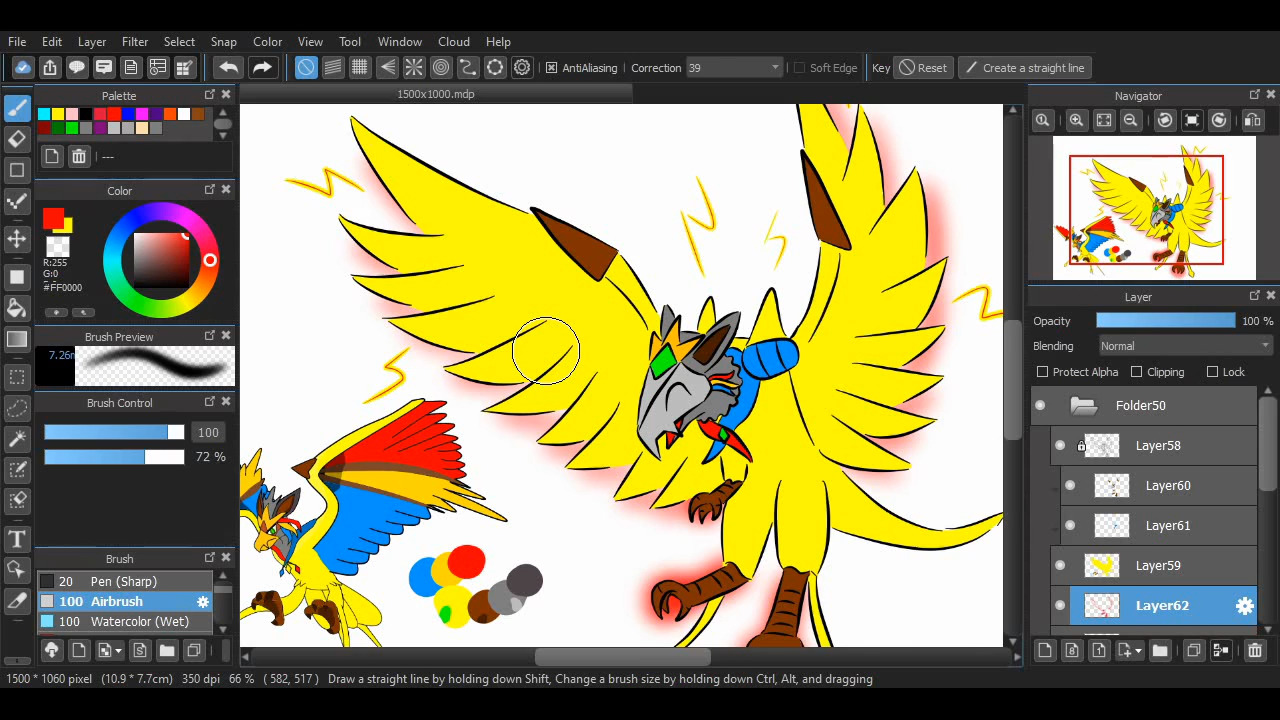 File Edit Layer Filter Select Snap Color View Tool Window Cloud Help
AntiAliasing Correction 39 Soft Edge Key Reset Create a straight line
Palette
1500x1000.mdp
Navigator
---
Color
R:255
G:0
#FF0000
Brush Preview
Brush Control
100
72 %
Brush
20 Pen (Sharp)
100 Airbrush
100 Watercolor (Wet)
Layer
Opacity 100 %
Blending Normal
Protect Alpha Clipping Lock
Folder50
Layer58
Layer60
Layer61
Layer59
Layer62
1500 * 1060 pixel (10.9 * 7.7cm) 350 dpi 66 % ( 582, 517 ) Draw a straight line by holding down Shift, Change a brush size by holding down Ctrl, Alt, and dragging